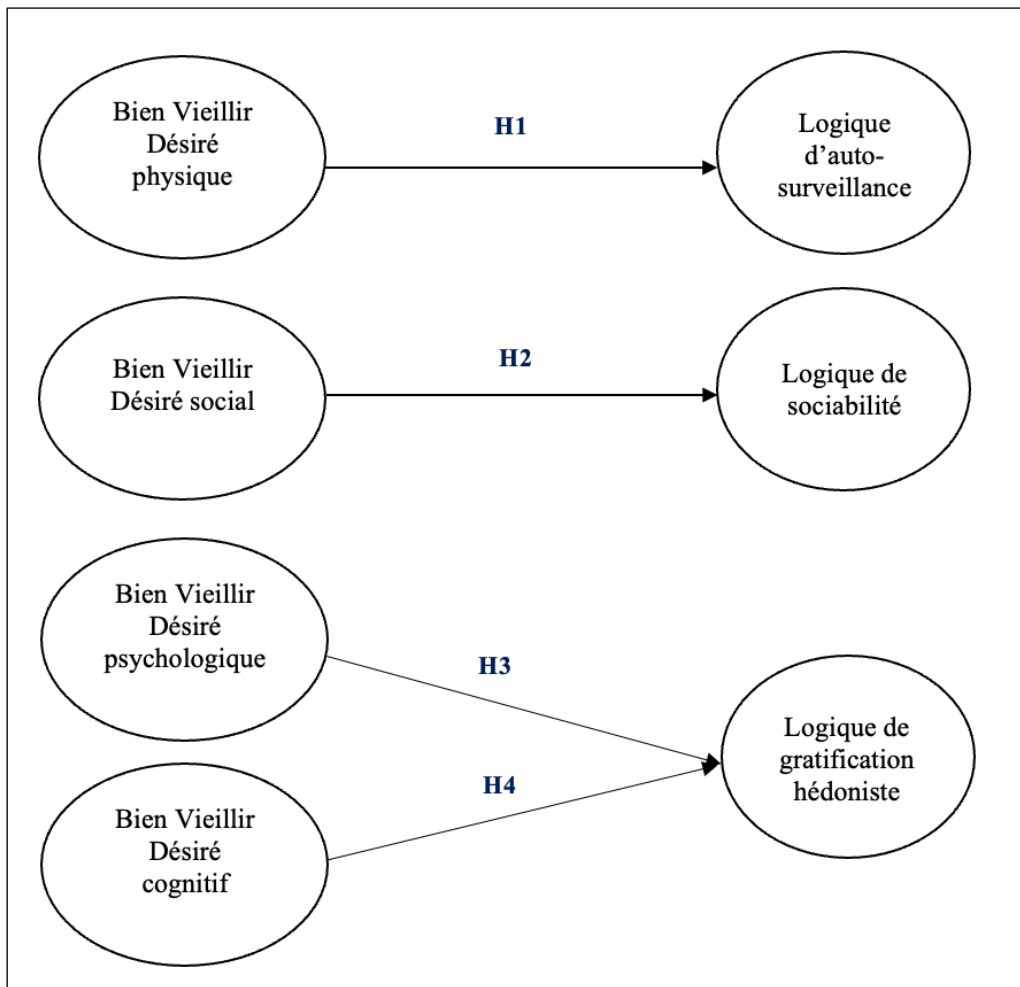 Bien Vieillir
Désiré
physique
H1
Logique
d’auto-
surveillance
Bien Vieillir
Désiré social
H2
Logique de
sociabilité
Bien Vieillir
Désiré
psychologique
H3
Logique de
gratification
hédoniste
Bien Vieillir
Désiré
cognitif
H4